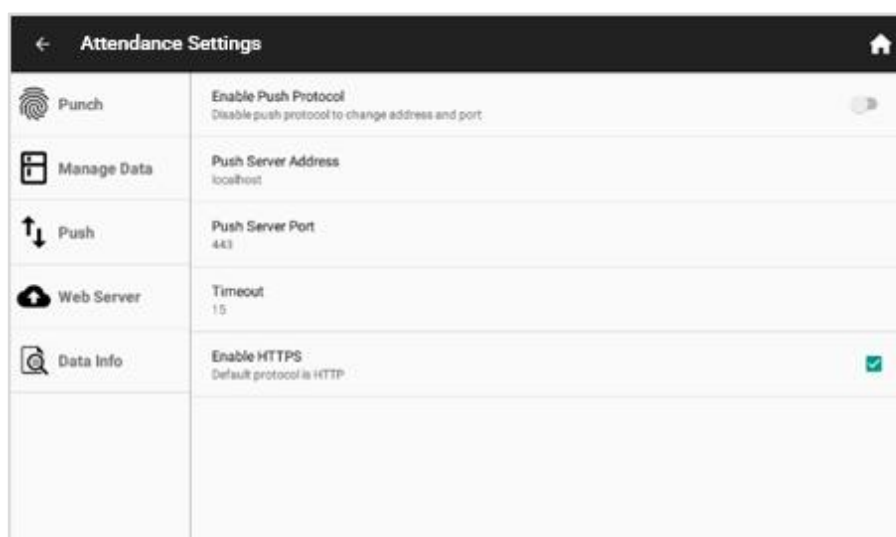 Attendance Settings
Punch
Manage Data
Push
Web Server
Data Info
Enable Push Protocol
Disable push protocol to change address and port
Push Server Address
localhost
Push Server Port
443
Timeout
15
Enable HTTPS
Default protocol is HTTP